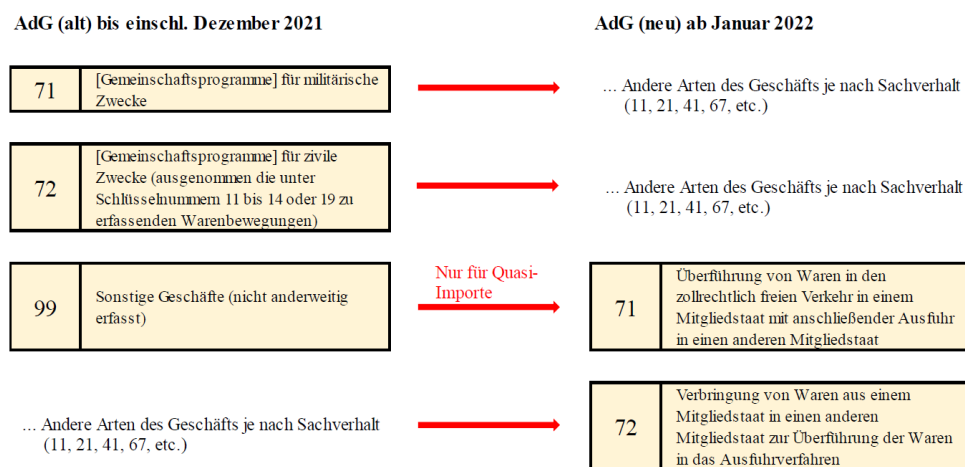 AdG (alt) bis einschl. Dezember 2021
AdG (neu) ab Januar 2022
71
[Gemeinschaftsprogramme] für militärische
Zwecke
... Andere Arten des Geschäft je nach Sachverhalt
(11, 21, 41, 67, etc.)
72
[Gemeinschaftsprogramme] für zivile
Zwecke (ausgenommen die unter
Schlüsselnummern 11 bis 14 oder 19 zu
erfassenden Warenbewegungen)
... Andere Arten des Geschäft je nach Sachverhalt
(11, 21, 41, 67, etc.)
99
Sonstige Geschäfte (nicht anderweitig
erfasst)
Nur für Quasi-
Importe
71
Überführung von Waren in den
zollrechtlich freien Verkehr in einem
Mitgliedstaat mit anschließender Ausfuhr
in einen anderen Mitgliedstaat
... Andere Arten des Geschäfts je nach Sachverhalt
(11, 21, 41, 67, etc.)
72
Verbringung von Waren aus einem
Mitgliedstaat in einen anderen
Mitgliedstaat zur Überführung der Waren
in das Ausfuhrverfahren